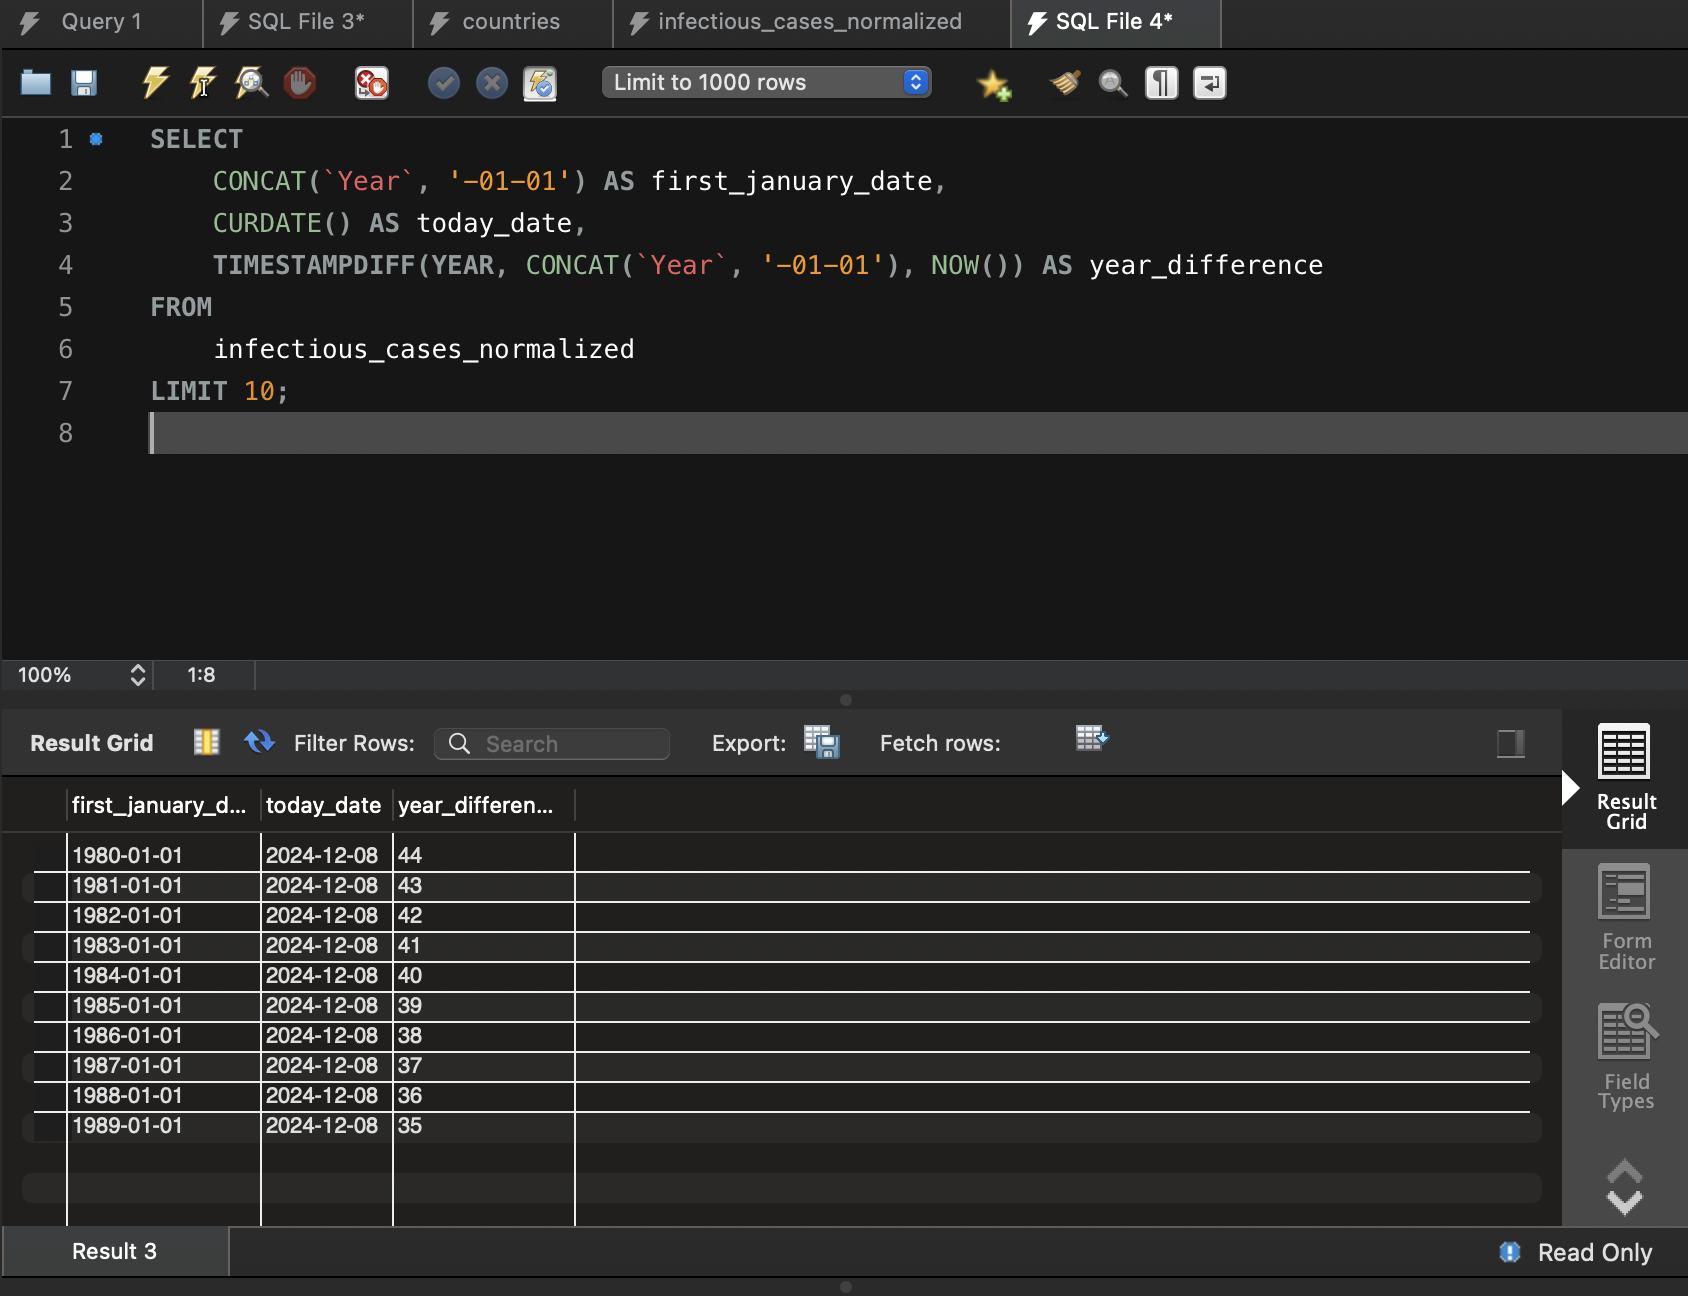 Query 1 SQL File 3* countries infectious_cases_normalized SQL File 4*
Limit to 1000 rows
1 SELECT
2 CONCAT(`Year`, '-01-01') AS first_january_date,
3 CURDATE() AS today_date,
4 TIMESTAMPDIFF(YEAR, CONCAT(`Year`, '-01-01'), NOW()) AS year_difference
5 FROM
6 infectious_cases_normalized
7 LIMIT 10;
8
100% 1:8
Result Grid Filter Rows: Search Export: Fetch rows:
first_january_d... today_date year_differen...
1980-01-01 2024-12-08 44
1981-01-01 2024-12-08 43
1982-01-01 2024-12-08 42
1983-01-01 2024-12-08 41
1984-01-01 2024-12-08 40
1985-01-01 2024-12-08 39
1986-01-01 2024-12-08 38
1987-01-01 2024-12-08 37
1988-01-01 2024-12-08 36
1989-01-01 2024-12-08 35
Result
Grid
Form
Editor
Field
Types
Result 3 Read Only